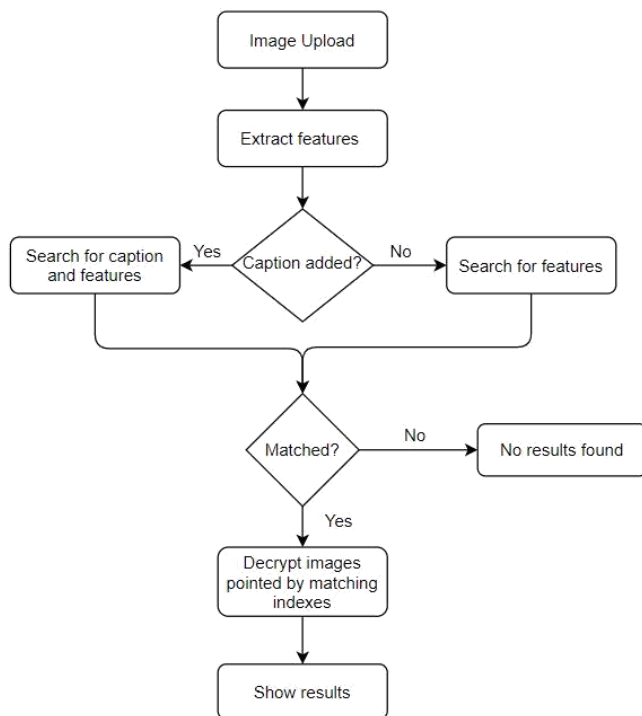 Image Upload
Extract features
Caption added?
Yes
No
Search for caption
and features
Search for features
Matched?
No
No results found
Yes
Decrypt images
pointed by matching
indexes
Show results